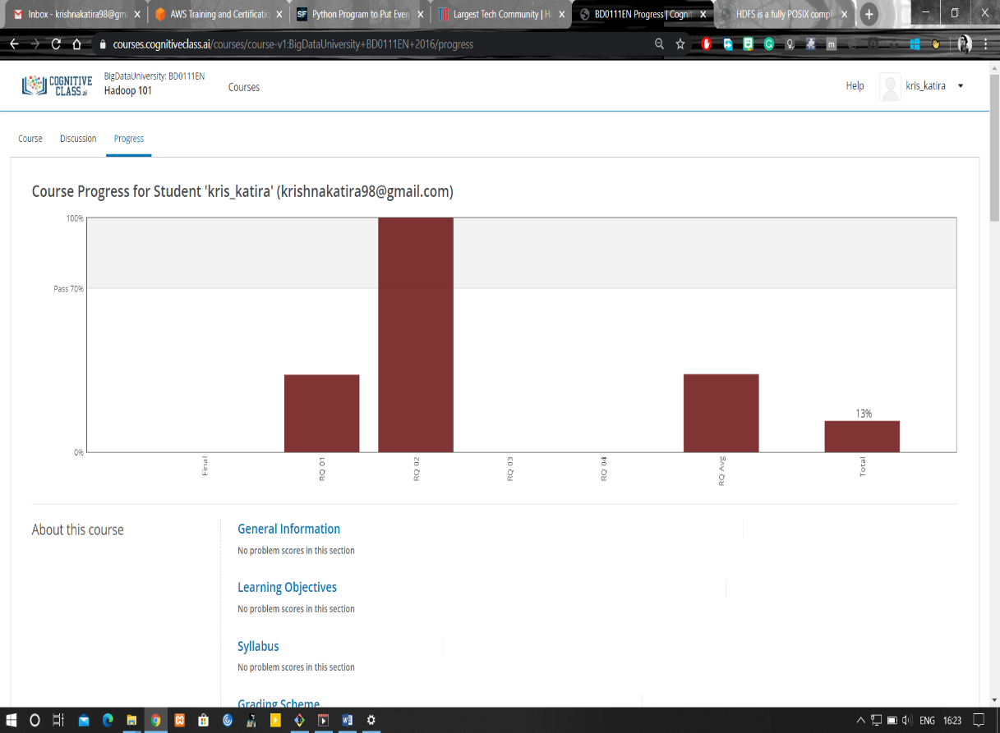 Inbox - krishnakatira98@gm
AWS Training and Certificatio
SF Python Program to Put Even
Largest Tech Community | H
BD0111EN Progress | Cogniti
HDFS is a fully POSIX compl
courses.cognitiveclass.ai/courses/course-v1:BigDataUniversity+BD0111EN+2016/progress
COGNITIVE
CLASS.ai
BigDataUniversity: BD0111EN
Hadoop 101
Courses
Help
kris_katira
Course
Discussion
Progress
Course Progress for Student 'kris_katira' (krishnakatira98@gmail.com)
100%
Pass 70%
0%
13%
Final
RQ 01
RQ 02
RQ 03
RQ 04
RQ Avg
Total
About this course
General Information
No problem scores in this section
Learning Objectives
No problem scores in this section
Syllabus
No problem scores in this section
Grading Scheme
ENG
16:23